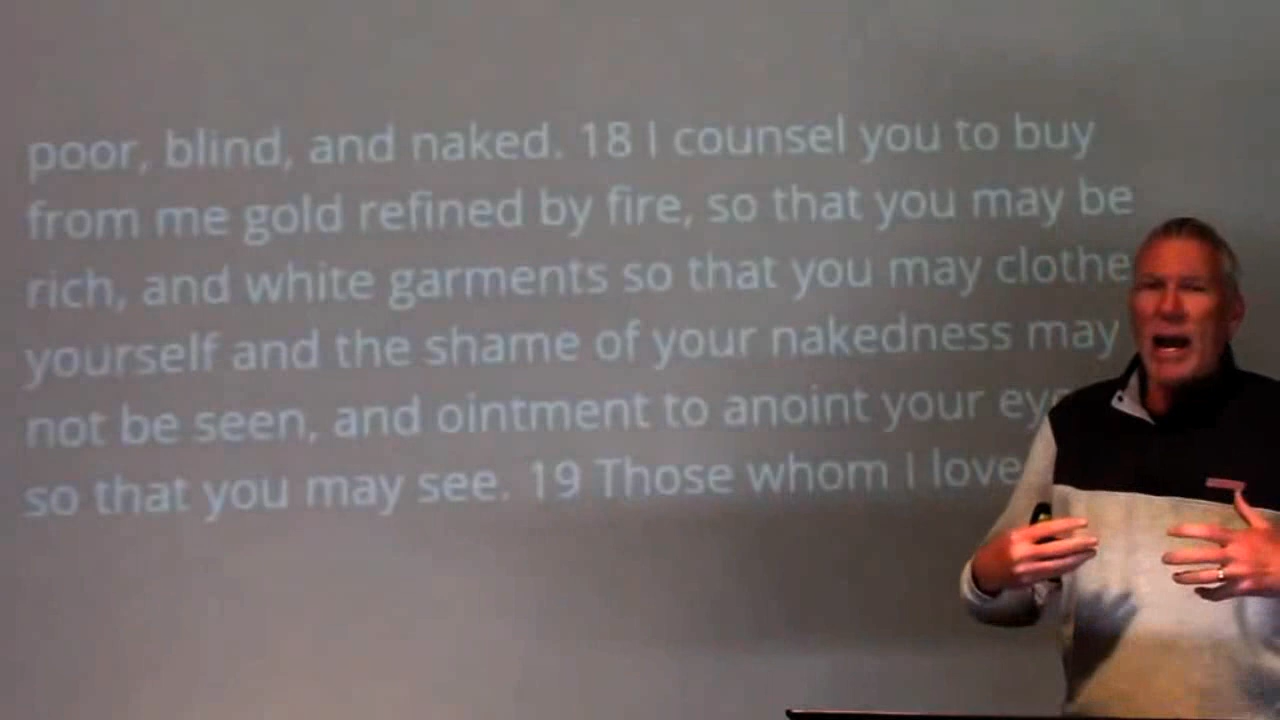 poor, blind, and naked. 18 I counsel you to buy
from me gold refined by fire, so that you may be
rich, and white garments so that you may clothe
yourself and the shame of your nakedness may
not be seen, and ointment to anoint your
so that you may see. 19 Those whom I love